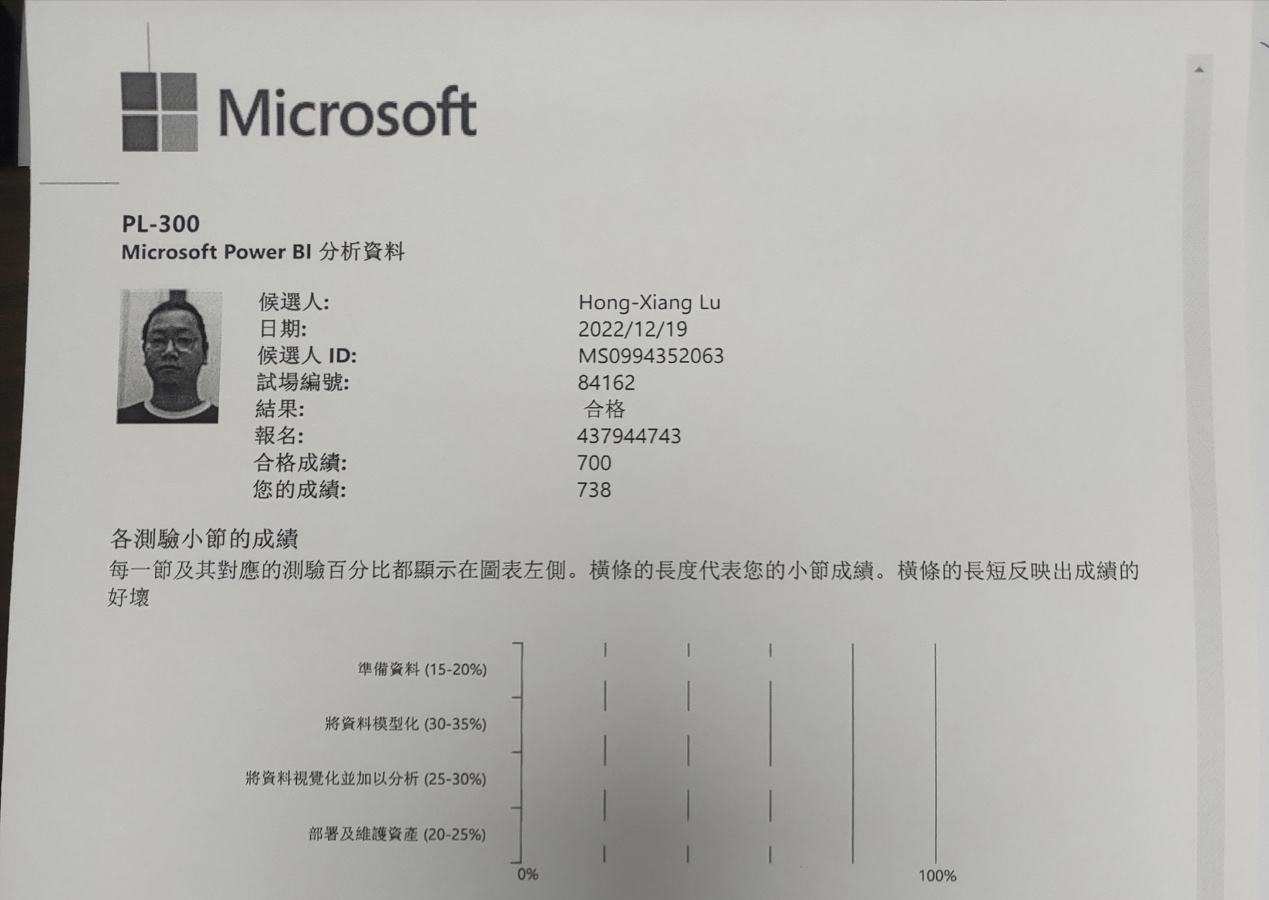 Microsoft
PL-300
Microsoft Power BI 分析資料
候選人: Hong-Xiang Lu
日期: 2022/12/19
候選人 ID: MS0994352063
試場編號: 84162
結果: 合格
報名: 437944743
合格成績: 700
您的成績: 738
各測驗小節的成績
每一節及其對應的測驗百分比都顯示在圖表左側。橫條的長度代表您的小節成績。橫條的長短反映出成績的
好壞
準備資料 (15-20%)
將資料模型化 (30-35%)
將資料視覺化並加以分析 (25-30%)
部署及維護資產 (20-25%)
0% 100%